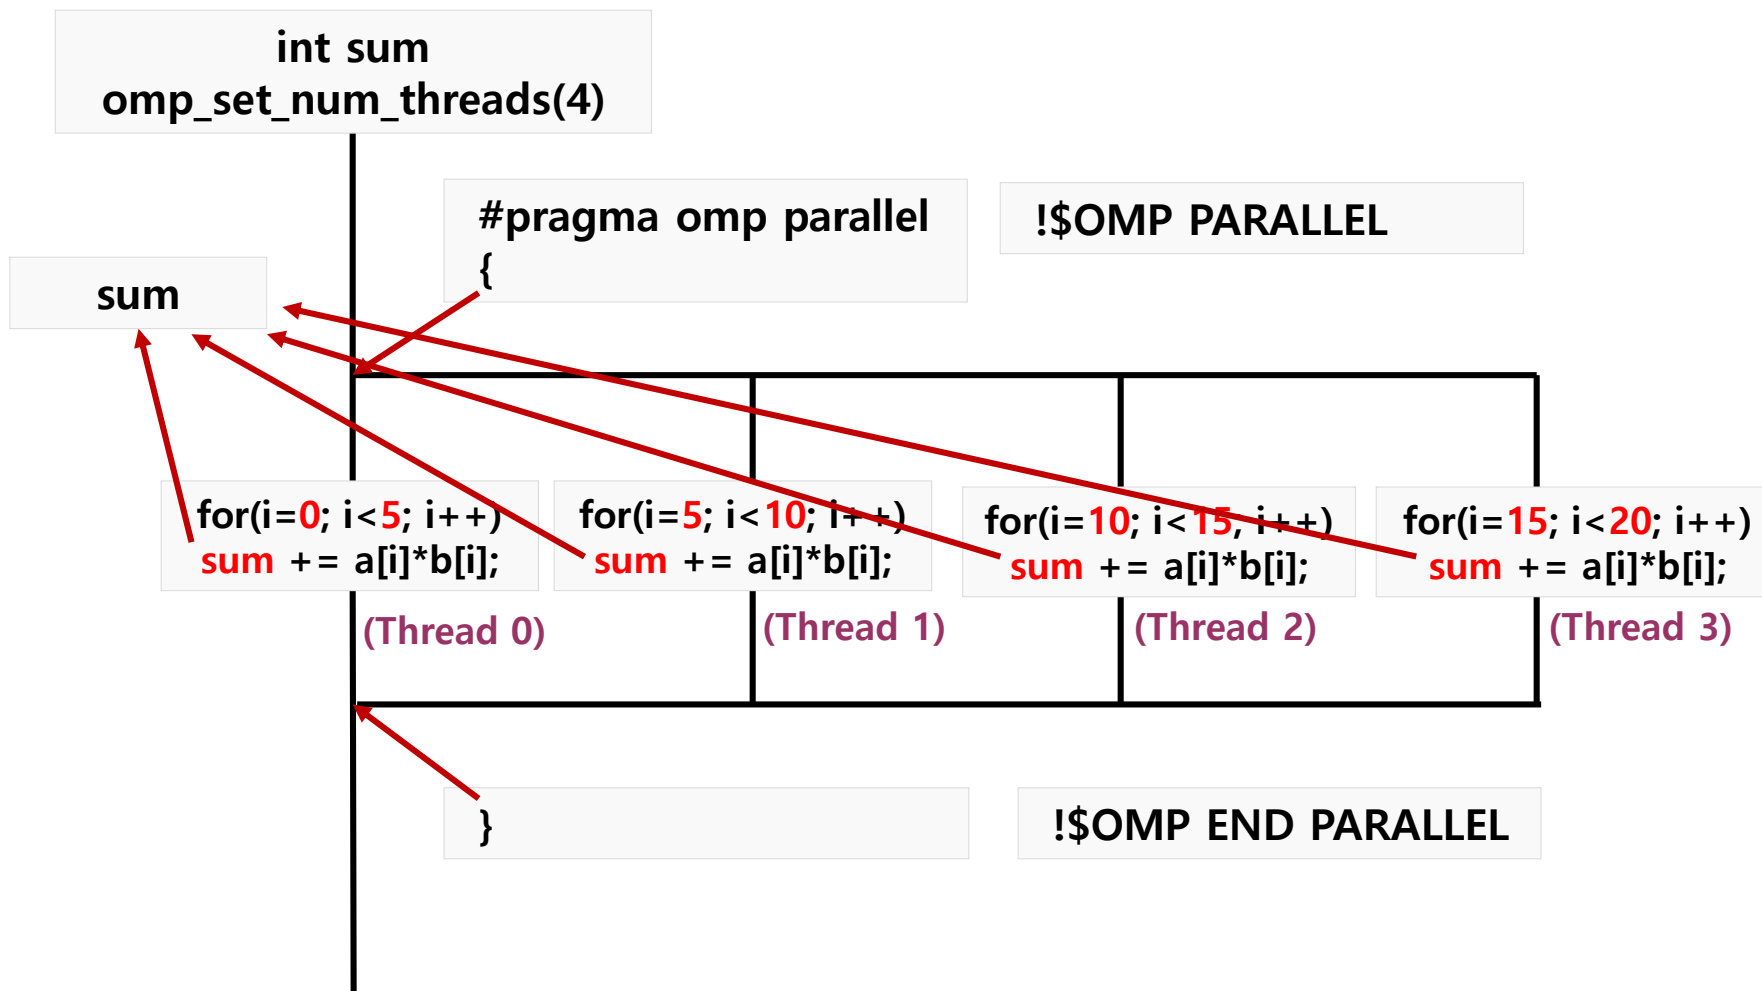 int sum
omp_set_num_threads(4)
#pragma omp parallel
{
!$OMP PARALLEL
sum
for(i=0; i<5; i++)
sum += a[i]*b[i];
(Thread 0)
for(i=5; i<10; i++)
sum += a[i]*b[i];
(Thread 1)
for(i=10; i<15; i++)
sum += a[i]*b[i];
(Thread 2)
for(i=15; i<20; i++)
sum += a[i]*b[i];
(Thread 3)
}
!$OMP END PARALLEL